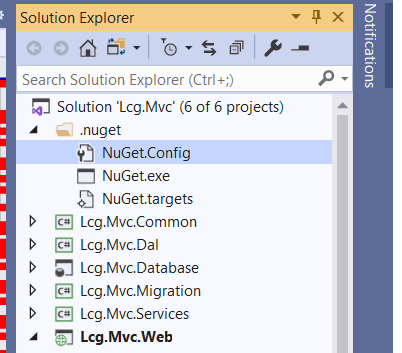 Solution Explorer
Search Solution Explorer (Ctrl+;)
Solution 'Lcg.Mvc' (6 of 6 projects)
.nuget
NuGet.Config
NuGet.exe
NuGet.targets
C# Lcg.Mvc.Common
C# Lcg.Mvc.Dal
Lcg.Mvc.Database
C# Lcg.Mvc.Migration
C# Lcg.Mvc.Services
Lcg.Mvc.Web
Notifications